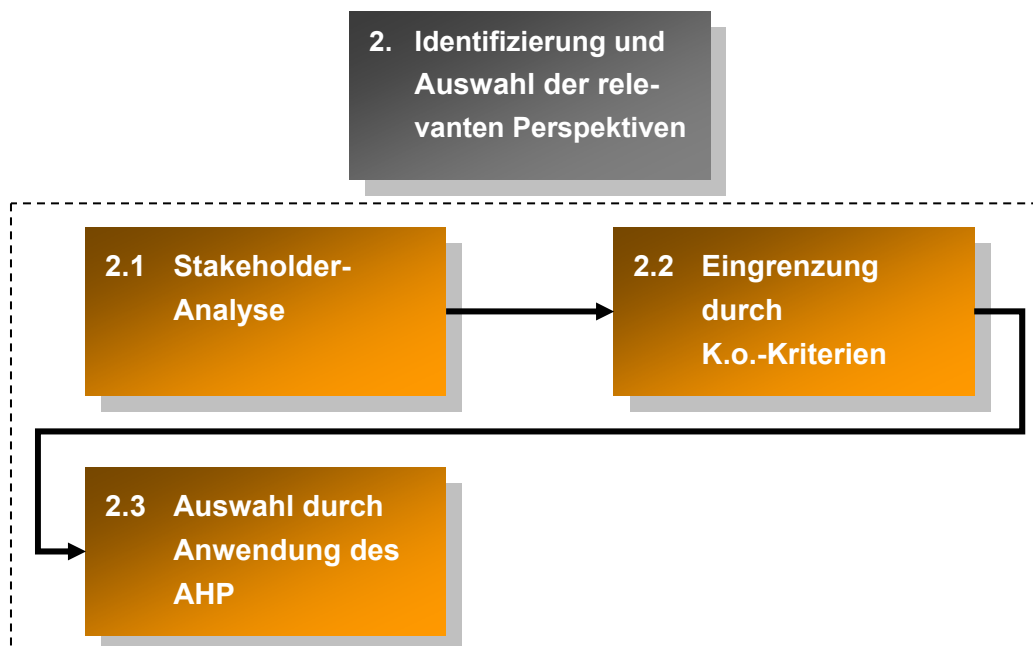 2. Identifizierung und
Auswahl der rele-
vanten Perspektiven
2.1 Stakeholder-
Analyse
2.2 Eingrenzung
durch
K.o.-Kriterien
2.3 Auswahl durch
Anwendung des
AHP